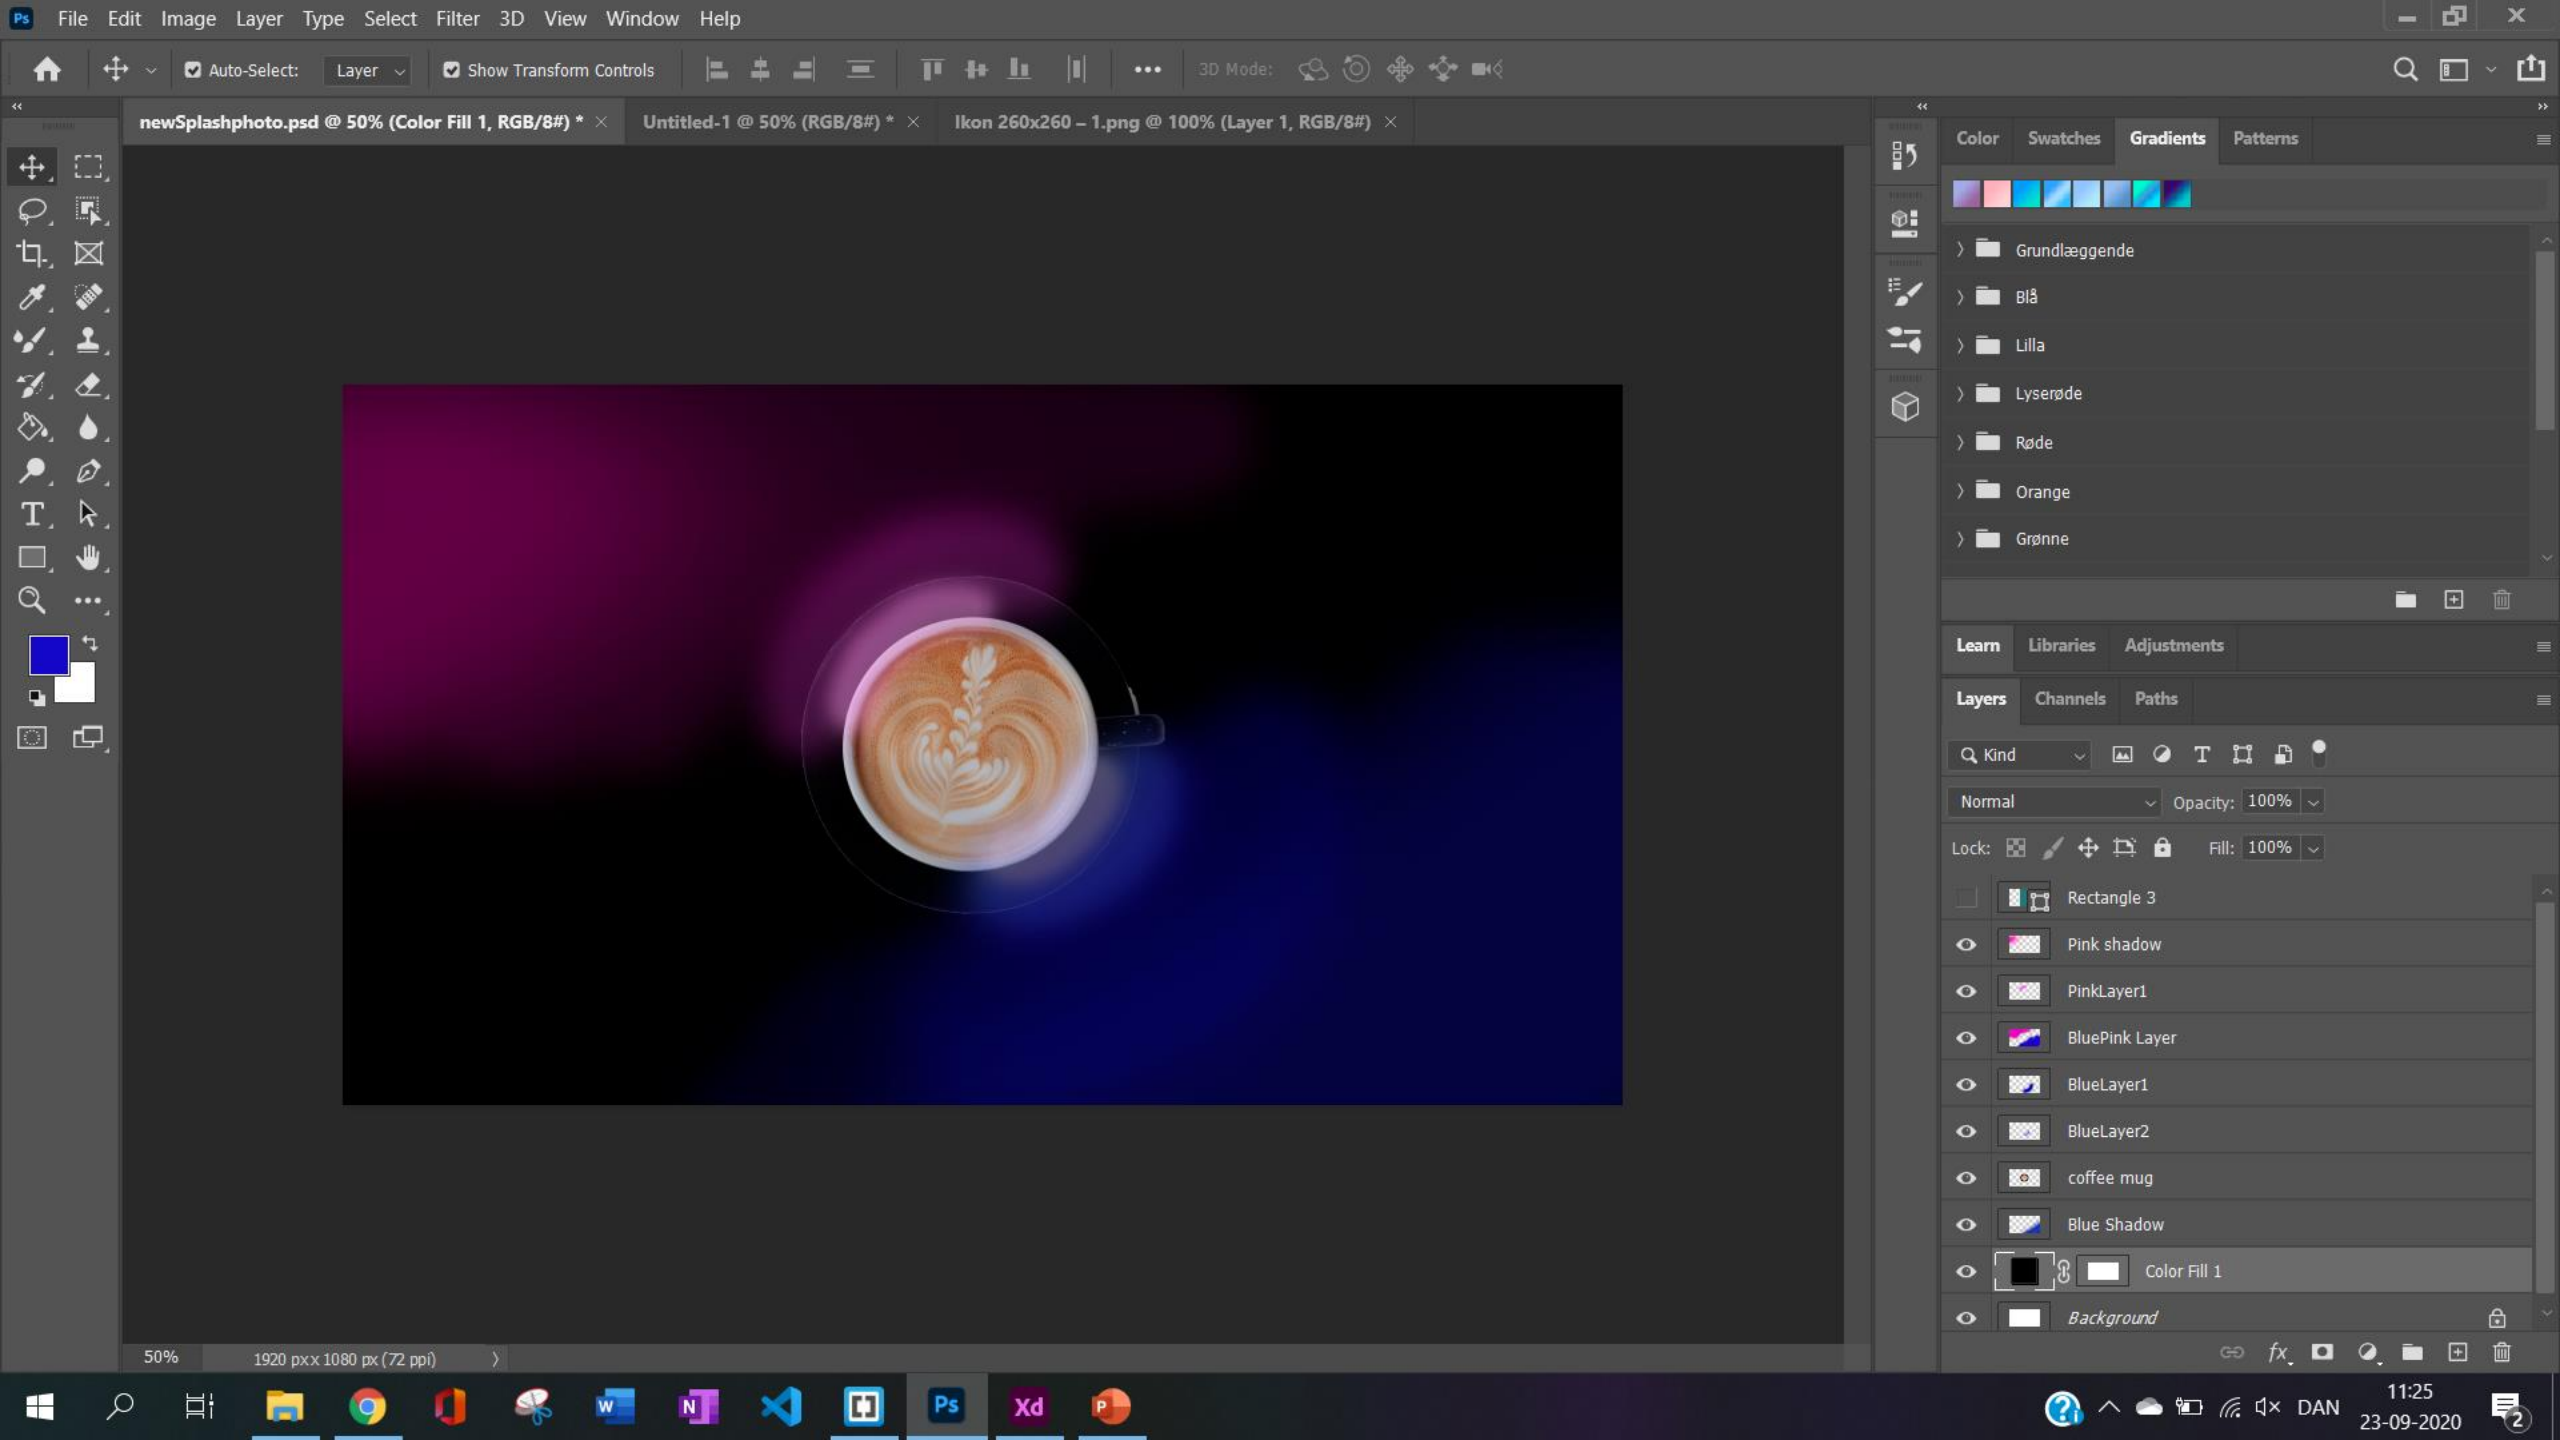 Ps File Edit Image Layer Type Select Filter 3D View Window Help
Auto-Select: Layer Show Transform Controls 3D Mode:
newSplashphoto.psd @ 50% (Color Fill 1, RGB/8#) * Untitled-1 @ 50% (RGB/8#) * Ikon 260x260 – 1.png @ 100% (Layer 1, RGB/8#)
Color Swatches Gradients Patterns
Grundlæggende
Blå
Lilla
Lyserøde
Røde
Orange
Grønne
Learn Libraries Adjustments
Layers Channels Paths
Kind
Normal Opacity: 100%
Lock: Fill: 100%
Rectangle 3
Pink shadow
PinkLayer1
BluePink Layer
BlueLayer1
BlueLayer2
coffee mug
Blue Shadow
Color Fill 1
Background
fx
50% 1920 px x 1080 px (72 ppi)
W N Ps Xd P
DAN
11:25
23-09-2020
2